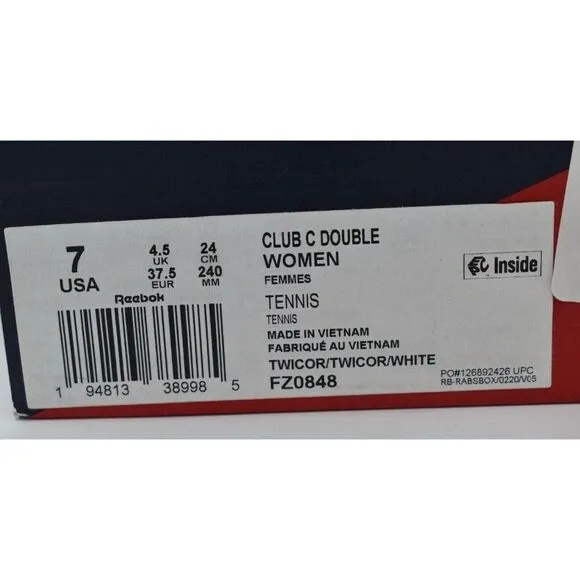 7
USA
4.5
UK
37.5
EUR
24
CM
240
MM
Reebok
1 94813 38998 5
CLUB C DOUBLE
WOMEN
FEMMES
TENNIS
TENNIS
MADE IN VIETNAM
FABRIQUÉ AU VIETNAM
TWICOR/TWICOR/WHITE
FZ0848
Inside
PO#126892426 UPC
RB-RABSBOX/0220/V05